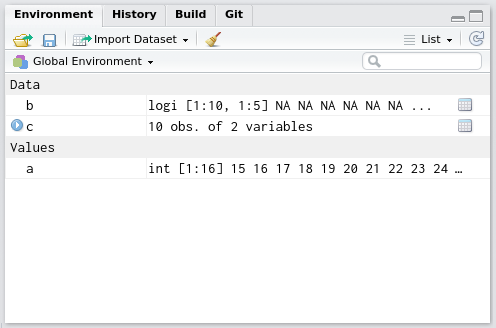 Environment History Build Git
Import Dataset List
Global Environment
Data
b logi [1:10, 1:5] NA NA NA NA NA NA ...
c 10 obs. of 2 variables
Values
a int [1:16] 15 16 17 18 19 20 21 22 23 24 …